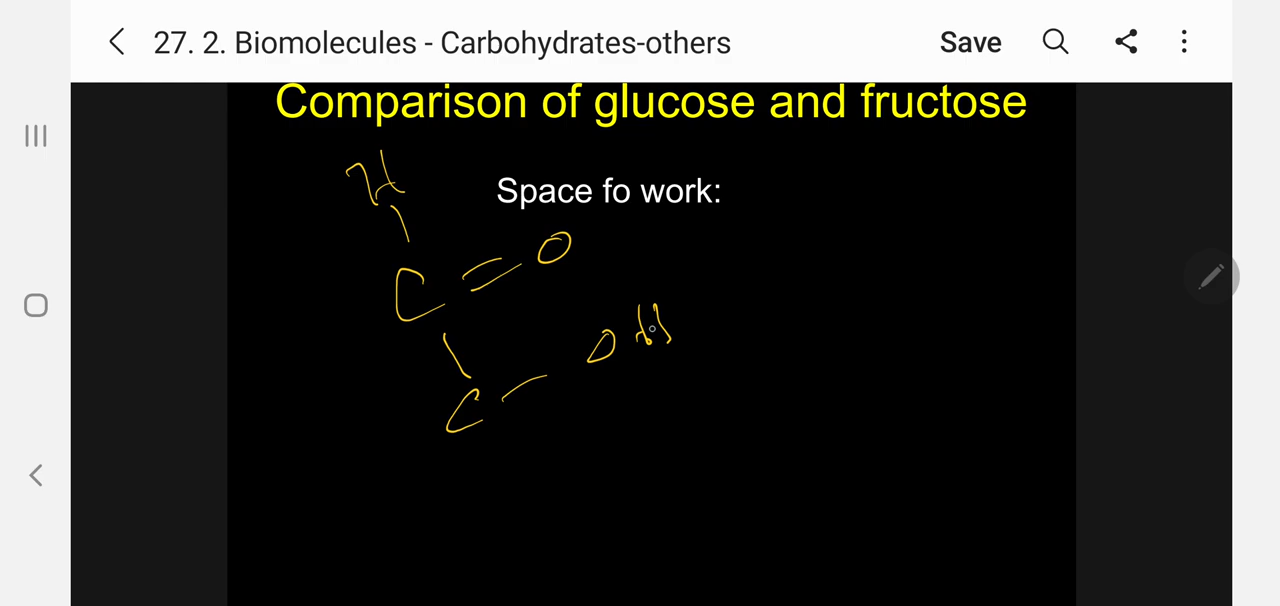 27. 2. Biomolecules - Carbohydrates-others Save
Comparison of glucose and fructose
H
Space fo work:
C = O
C - OH